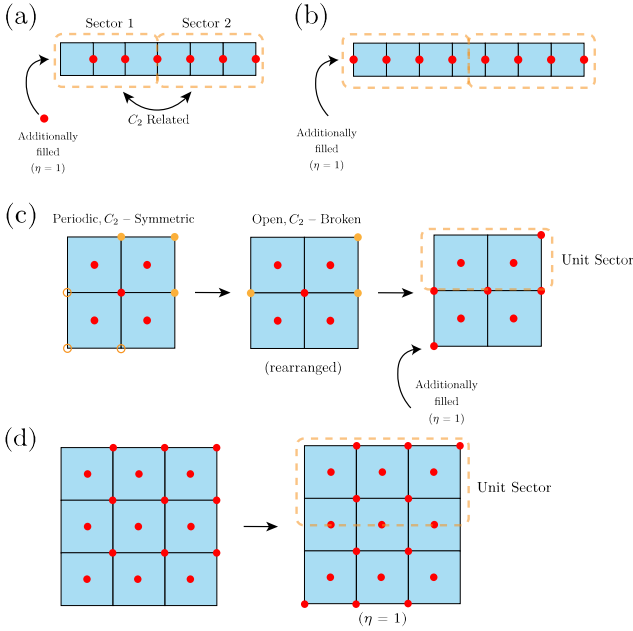 (a)
Sector 1
Sector 2
C₂ Related
Additionally
filled
(η = 1)
(b)
Additionally
filled
(η = 1)
(c)
Periodic, C₂ – Symmetric
Open, C₂ – Broken
Unit Sector
(rearranged)
Additionally
filled
(η = 1)
(d)
Unit Sector
(η = 1)